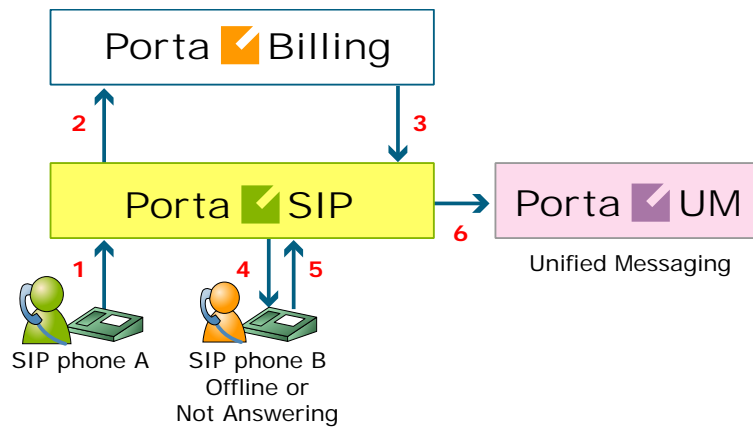 Porta Billing
2
3
Porta SIP
Porta UM
6
Unified Messaging
1
4
5
SIP phone A
SIP phone B
Offline or
Not Answering